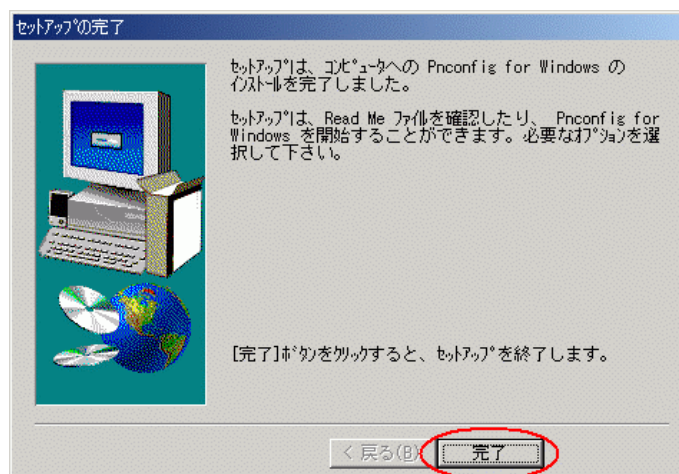 セットアップの完了
セットアップは、コンピュータへの Pnconfig for Windows の
インストールを完了しました。
セットアップは、Read Me ファイルを確認したり、 Pnconfig for
Windows を開始することができます。必要なオプションを選
択して下さい。
[完了]ボタンをクリックすると、セットアップを終了します。
< 戻る(B)
完了